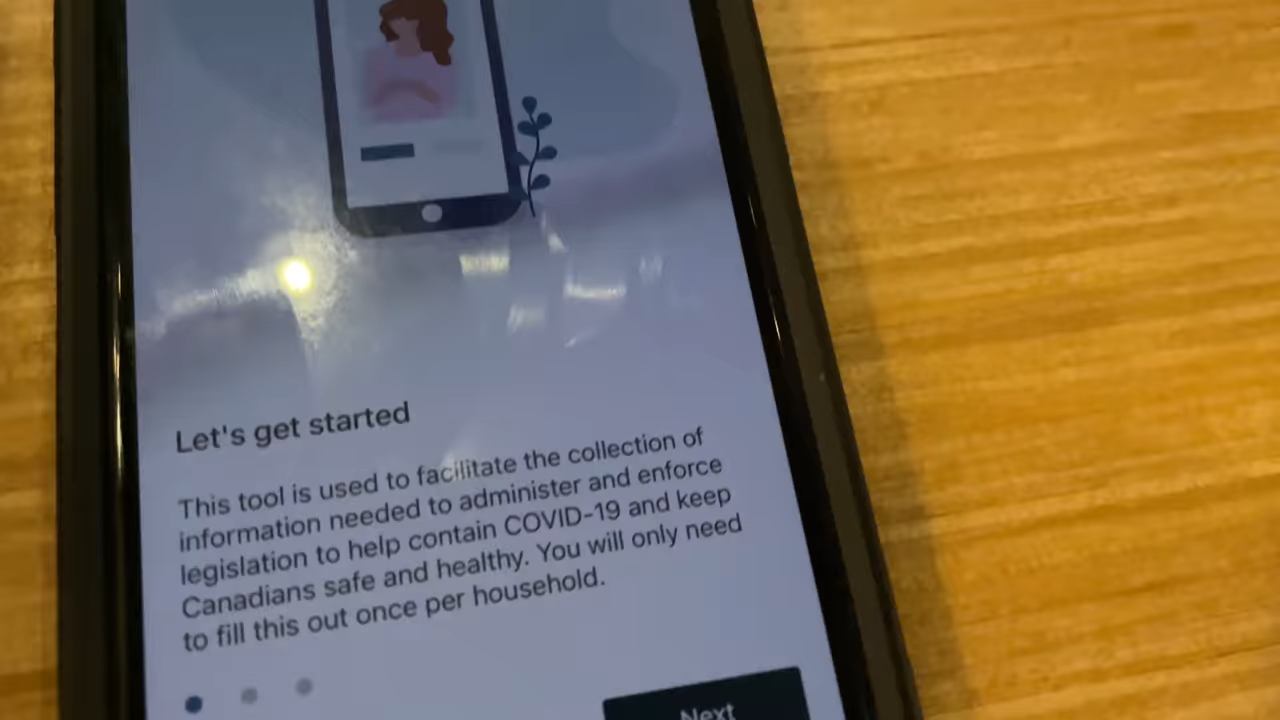 Let's get started
This tool is used to facilitate the collection of
information needed to administer and enforce
legislation to help contain COVID-19 and keep
Canadians safe and healthy. You will only need
to fill this out once per household.
Next